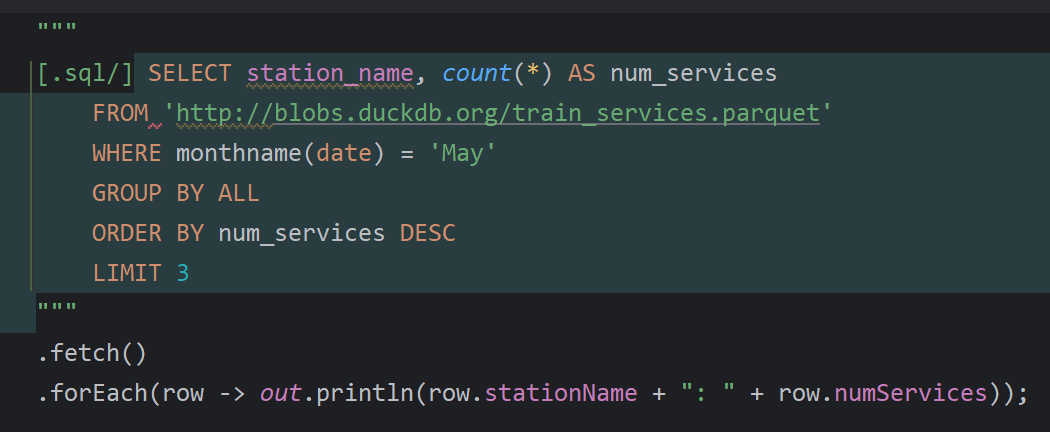 """
[.sql/] SELECT station_name, count(*) AS num_services
    FROM 'http://blobs.duckdb.org/train_services.parquet'
    WHERE monthname(date) = 'May'
    GROUP BY ALL
    ORDER BY num_services DESC
    LIMIT 3
"""
.fetch()
.forEach(row -> out.println(row.stationName + ": " + row.numServices));